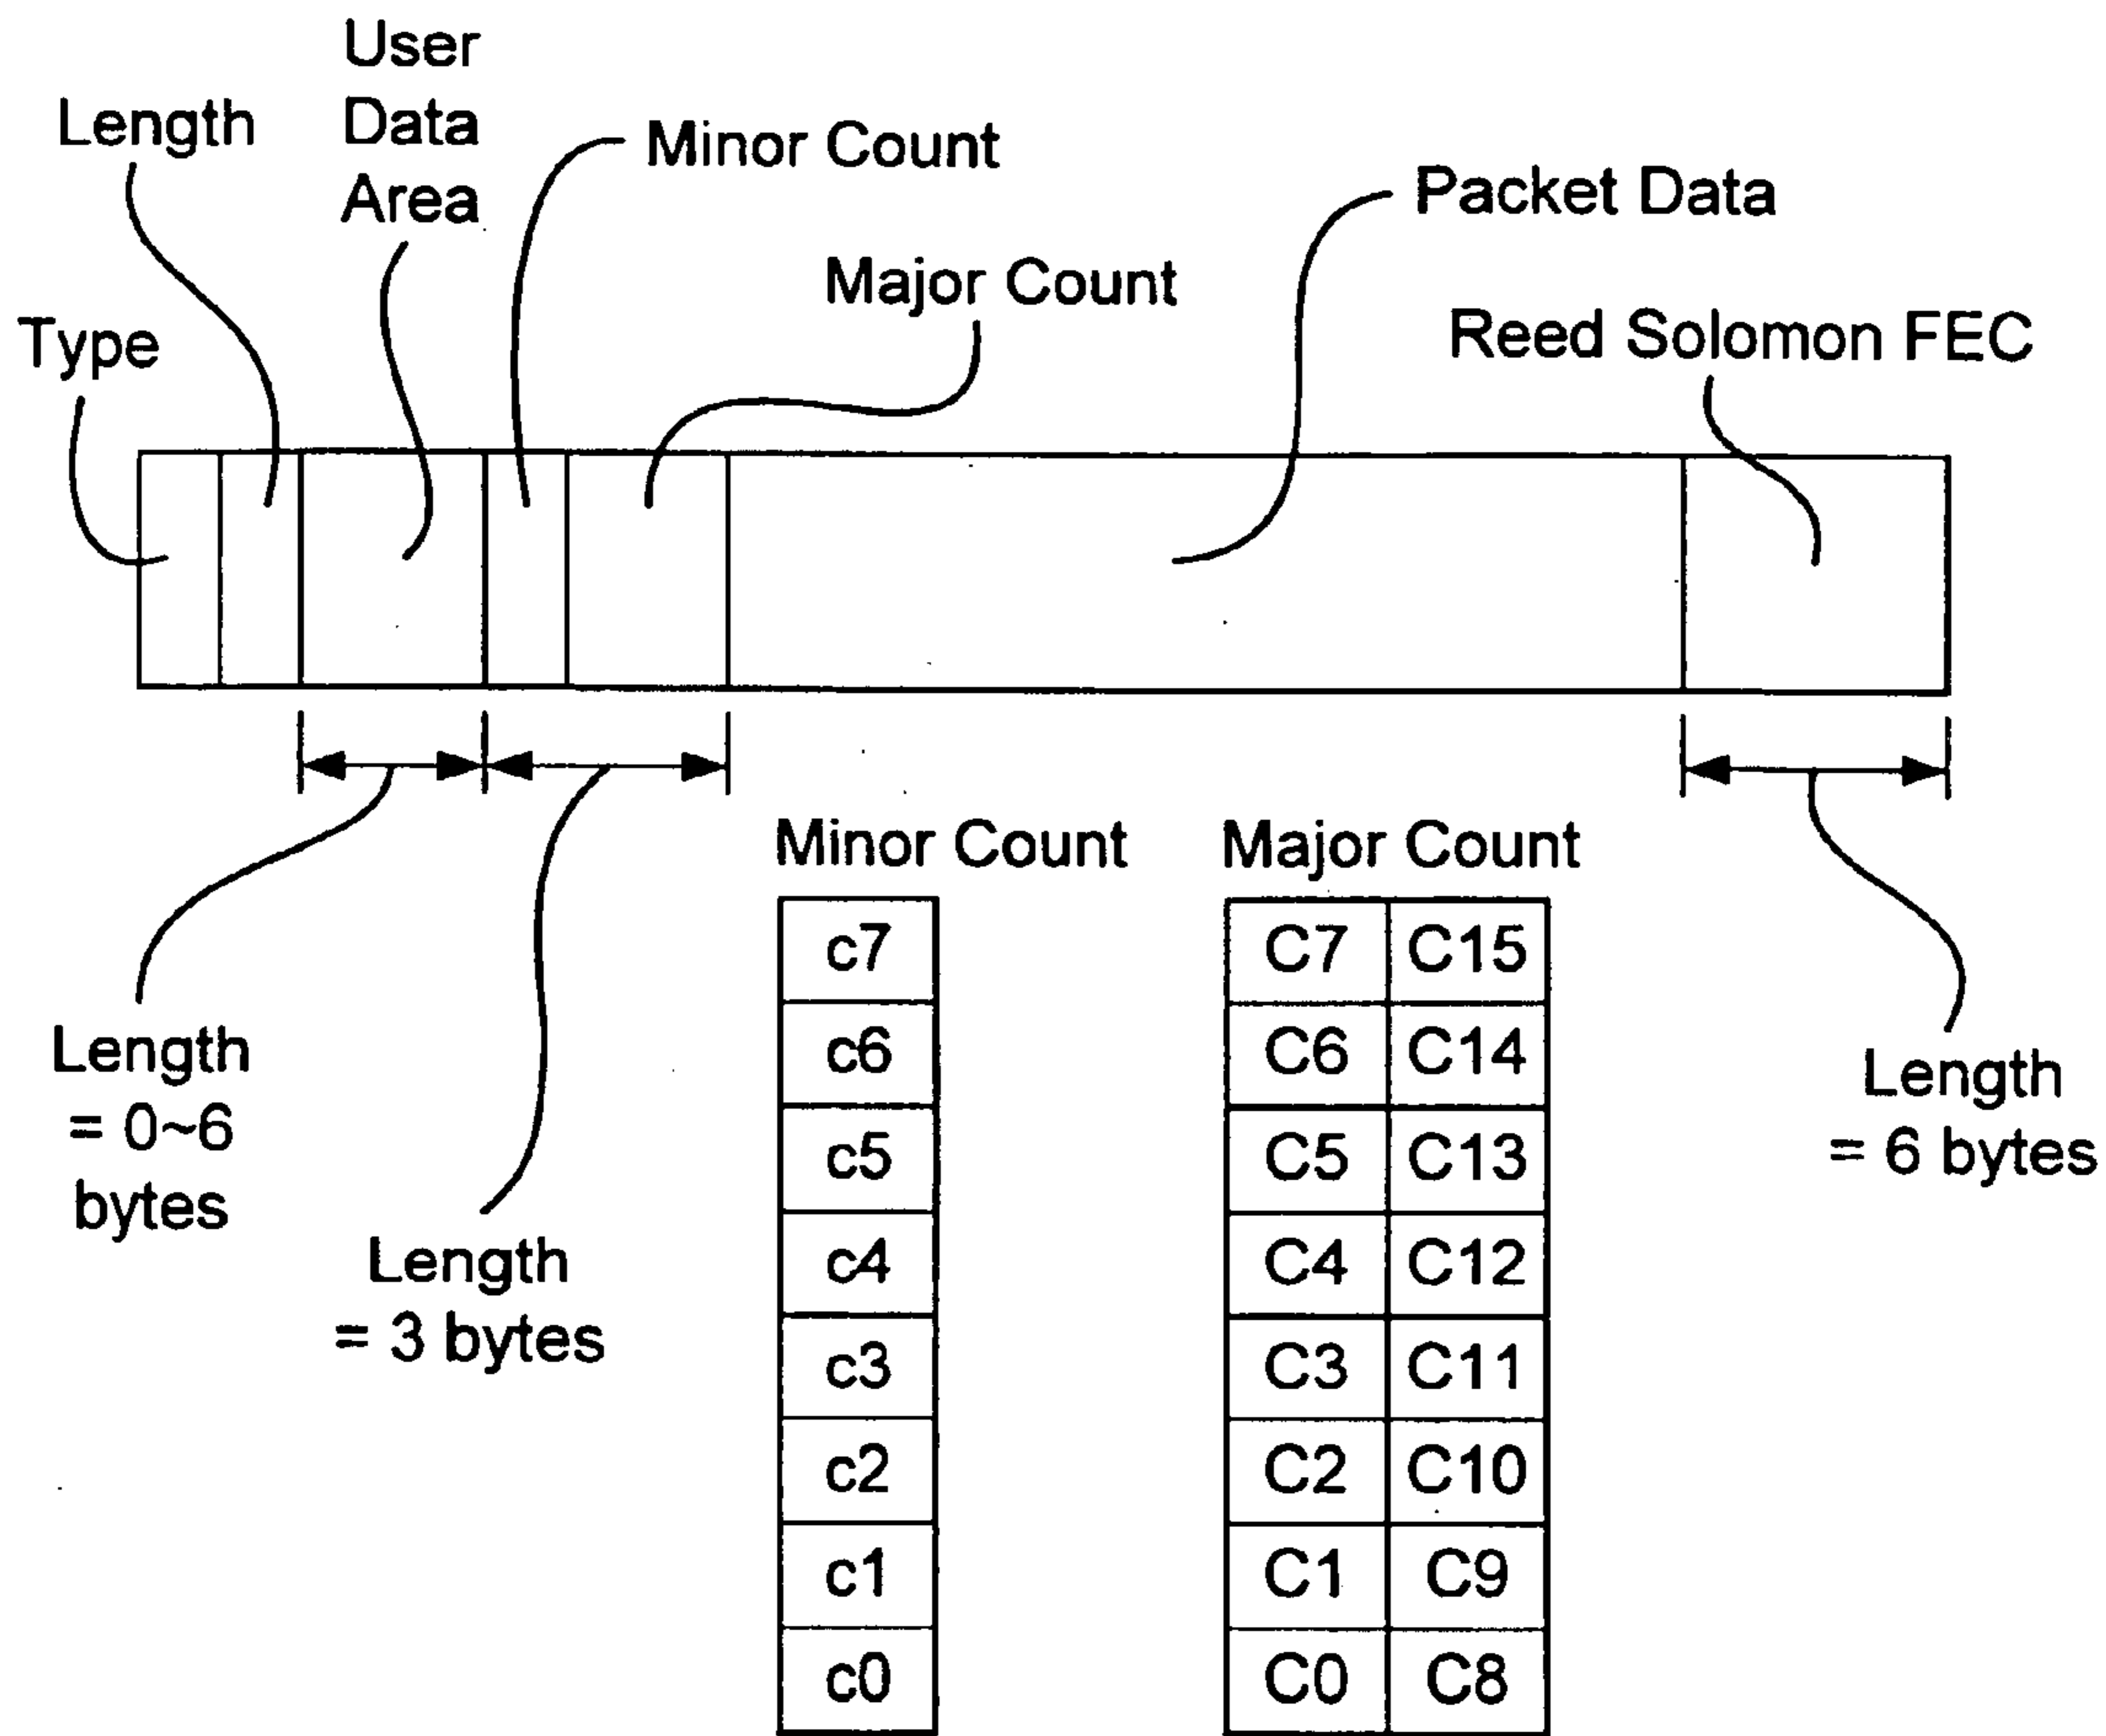 User
Data
Area
Length
Minor Count
Packet Data
Major Count
Type
Reed Solomon FEC
Length
= 0~6
bytes
Length
= 3 bytes
Minor Count
c7
c6
c5
c4
c3
c2
c1
c0
Major Count
C7 C15
C6 C14
C5 C13
C4 C12
C3 C11
C2 C10
C1 C9
C0 C8
Length
= 6 bytes